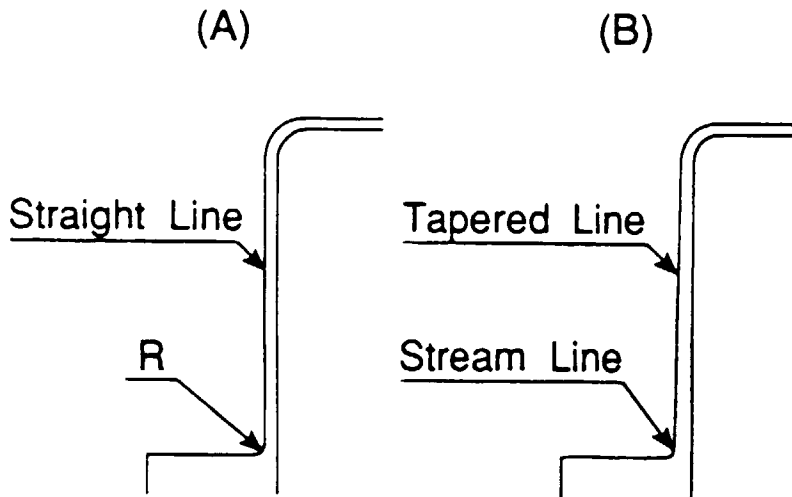 (A)
Straight Line
R
(B)
Tapered Line
Stream Line